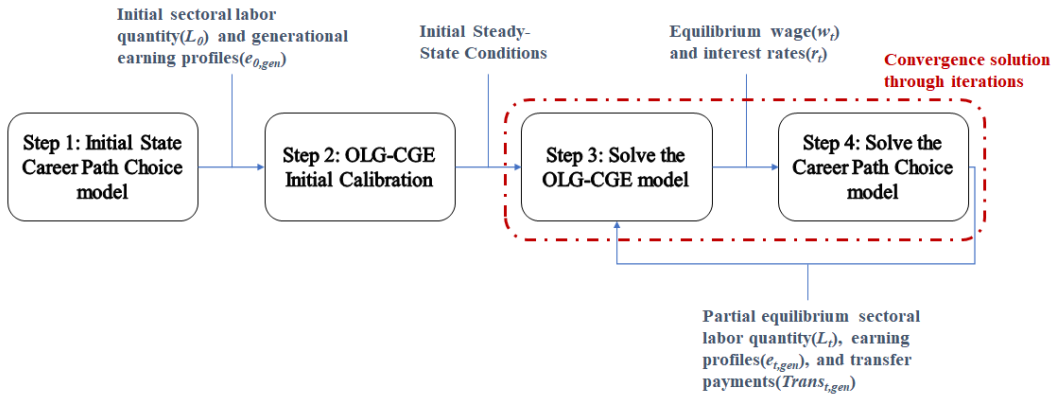 Initial sectoral labor
quantity(L₀) and generational
earning profiles(e₀,gen)
Initial Steady-
State Conditions
Equilibrium wage(wₜ)
and interest rates(rₜ)
Convergence solution
through iterations
Step 1: Initial State
Career Path Choice
model
Step 2: OLG-CGE
Initial Calibration
Step 3: Solve the
OLG-CGE model
Step 4: Solve the
Career Path Choice
model
Partial equilibrium sectoral
labor quantity(Lₜ), earning
profiles(eₜ,gen), and transfer
payments(Transₜ,gen)